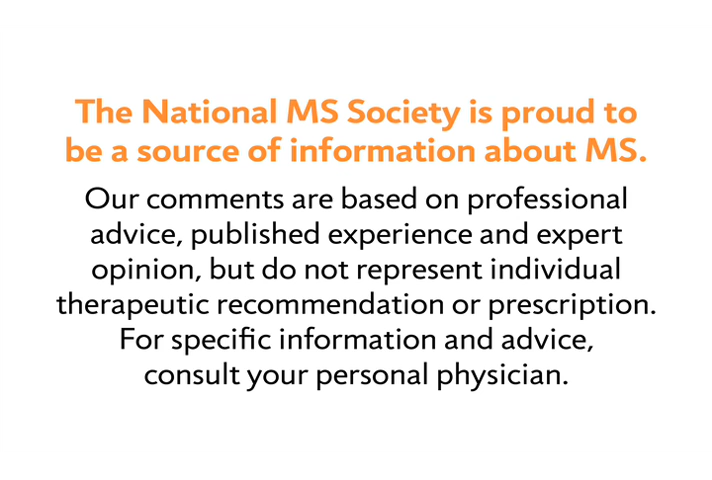 The National MS Society is proud to
be a source of information about MS.
Our comments are based on professional
advice, published experience and expert
opinion, but do not represent individual
therapeutic recommendation or prescription.
For specific information and advice,
consult your personal physician.